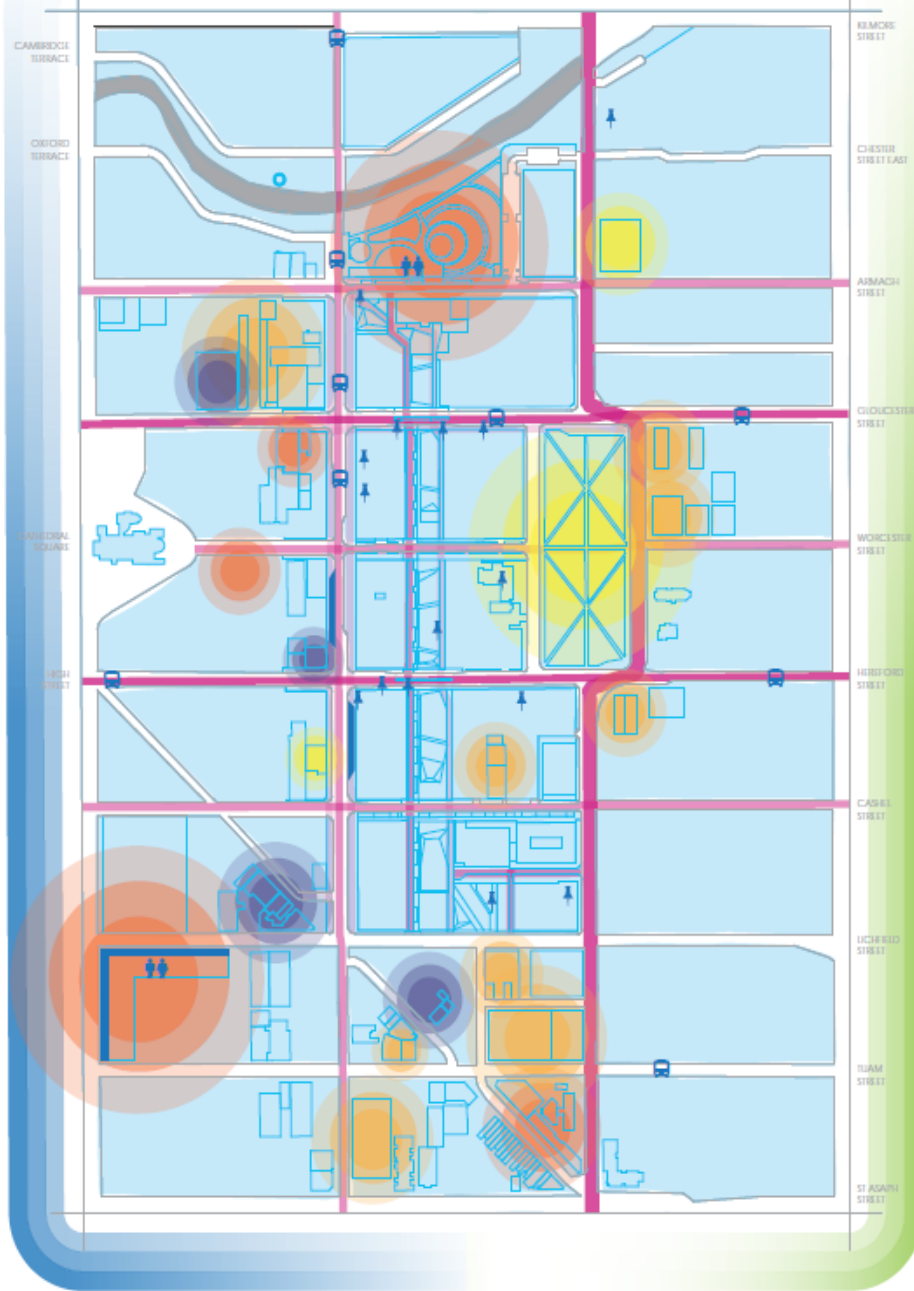 KILMORE
STREET
CAMBRIDGE
TERRACE
OXFORD
TERRACE
CHESTER
STREET EAST
ARMAGH
STREET
GLOUCESTER
STREET
SQUARE
WORCESTER
STREET
HIGH
STREET
HEREFORD
STREET
CASHEL
STREET
LICHFIELD
STREET
TUAM
STREET
ST ASAPH
STREET